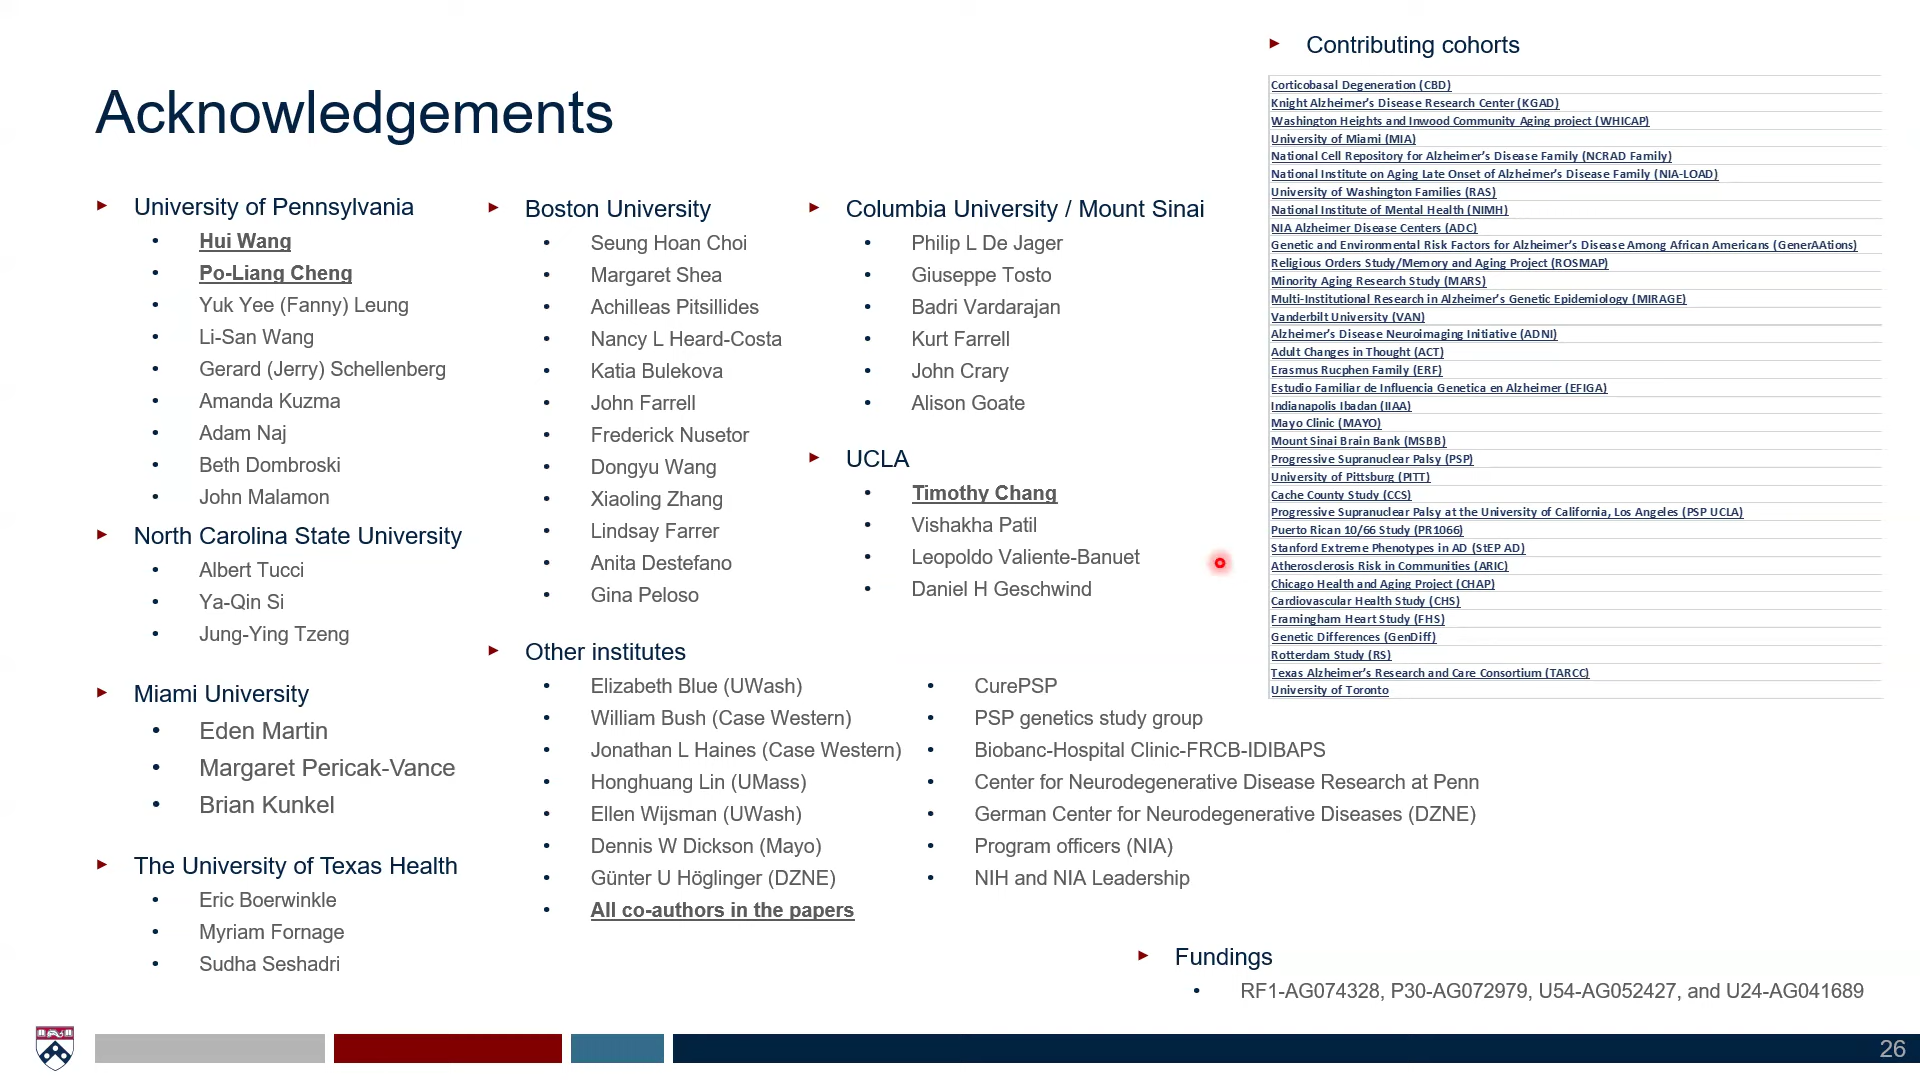 Acknowledgements
University of Pennsylvania
Hui Wang
Po-Liang Cheng
Yuk Yee (Fanny) Leung
Li-San Wang
Gerard (Jerry) Schellenberg
Amanda Kuzma
Adam Naj
Beth Dombroski
John Malamon
North Carolina State University
Albert Tucci
Ya-Qin Si
Jung-Ying Tzeng
Miami University
Eden Martin
Margaret Pericak-Vance
Brian Kunkel
The University of Texas Health
Eric Boerwinkle
Myriam Fornage
Sudha Seshadri
Boston University
Seung Hoan Choi
Margaret Shea
Achilleas Pitsillides
Nancy L Heard-Costa
Katia Bulekova
John Farrell
Frederick Nusetor
Dongyu Wang
Xiaoling Zhang
Lindsay Farrer
Anita Destefano
Gina Peloso
Columbia University / Mount Sinai
Philip L De Jager
Giuseppe Tosto
Badri Vardarajan
Kurt Farrell
John Crary
Alison Goate
UCLA
Timothy Chang
Vishakha Patil
Leopoldo Valiente-Banuet
Daniel H Geschwind
Other institutes
Elizabeth Blue (UWash)
William Bush (Case Western)
Jonathan L Haines (Case Western)
Honghuang Lin (UMass)
Ellen Wijsman (UWash)
Dennis W Dickson (Mayo)
Günter U Höglinger (DZNE)
All co-authors in the papers
CurePSP
PSP genetics study group
Biobanc-Hospital Clinic-FRCB-IDIBAPS
Center for Neurodegenerative Disease Research at Penn
German Center for Neurodegenerative Diseases (DZNE)
Program officers (NIA)
NIH and NIA Leadership
Contributing cohorts
Corticobasal Degeneration (CBD)
Knight Alzheimer's Disease Research Center (KGAD)
Washington Heights and Inwood Community Aging project (WHICAP)
University of Miami (MIA)
National Cell Repository for Alzheimer's Disease Family (NCRAD Family)
National Institute on Aging Late Onset of Alzheimer's Disease Family (NIA-LOAD)
University of Washington Families (RAS)
National Institute of Mental Health (NIMH)
NIA Alzheimer Disease Centers (ADC)
Genetic and Environmental Risk Factors for Alzheimer's Disease Among African Americans (GenerAAtions)
Religious Orders Study/Memory and Aging Project (ROSMAP)
Minority Aging Research Study (MARS)
Multi-Institutional Research in Alzheimer's Genetic Epidemiology (MIRAGE)
Vanderbilt University (VAN)
Alzheimer's Disease Neuroimaging Initiative (ADNI)
Adult Changes in Thought (ACT)
Erasmus Rucphen Family (ERF)
Estudio Familiar de Influencia Genetica en Alzheimer (EFIGA)
Indianapolis Ibadan (IIAA)
Mayo Clinic (MAYO)
Mount Sinai Brain Bank (MSBB)
Progressive Supranuclear Palsy (PSP)
University of Pittsburg (PITT)
Cache County Study (CCS)
Progressive Supranuclear Palsy at the University of California, Los Angeles (PSP UCLA)
Puerto Rican 10/66 Study (PR1066)
Stanford Extreme Phenotypes in AD (StEP AD)
Atherosclerosis Risk in Communities (ARIC)
Chicago Health and Aging Project (CHAP)
Cardiovascular Health Study (CHS)
Framingham Heart Study (FHS)
Genetic Differences (GenDiff)
Rotterdam Study (RS)
Texas Alzheimer's Research and Care Consortium (TARCC)
University of Toronto
Fundings
RF1-AG074328, P30-AG072979, U54-AG052427, and U24-AG041689
26